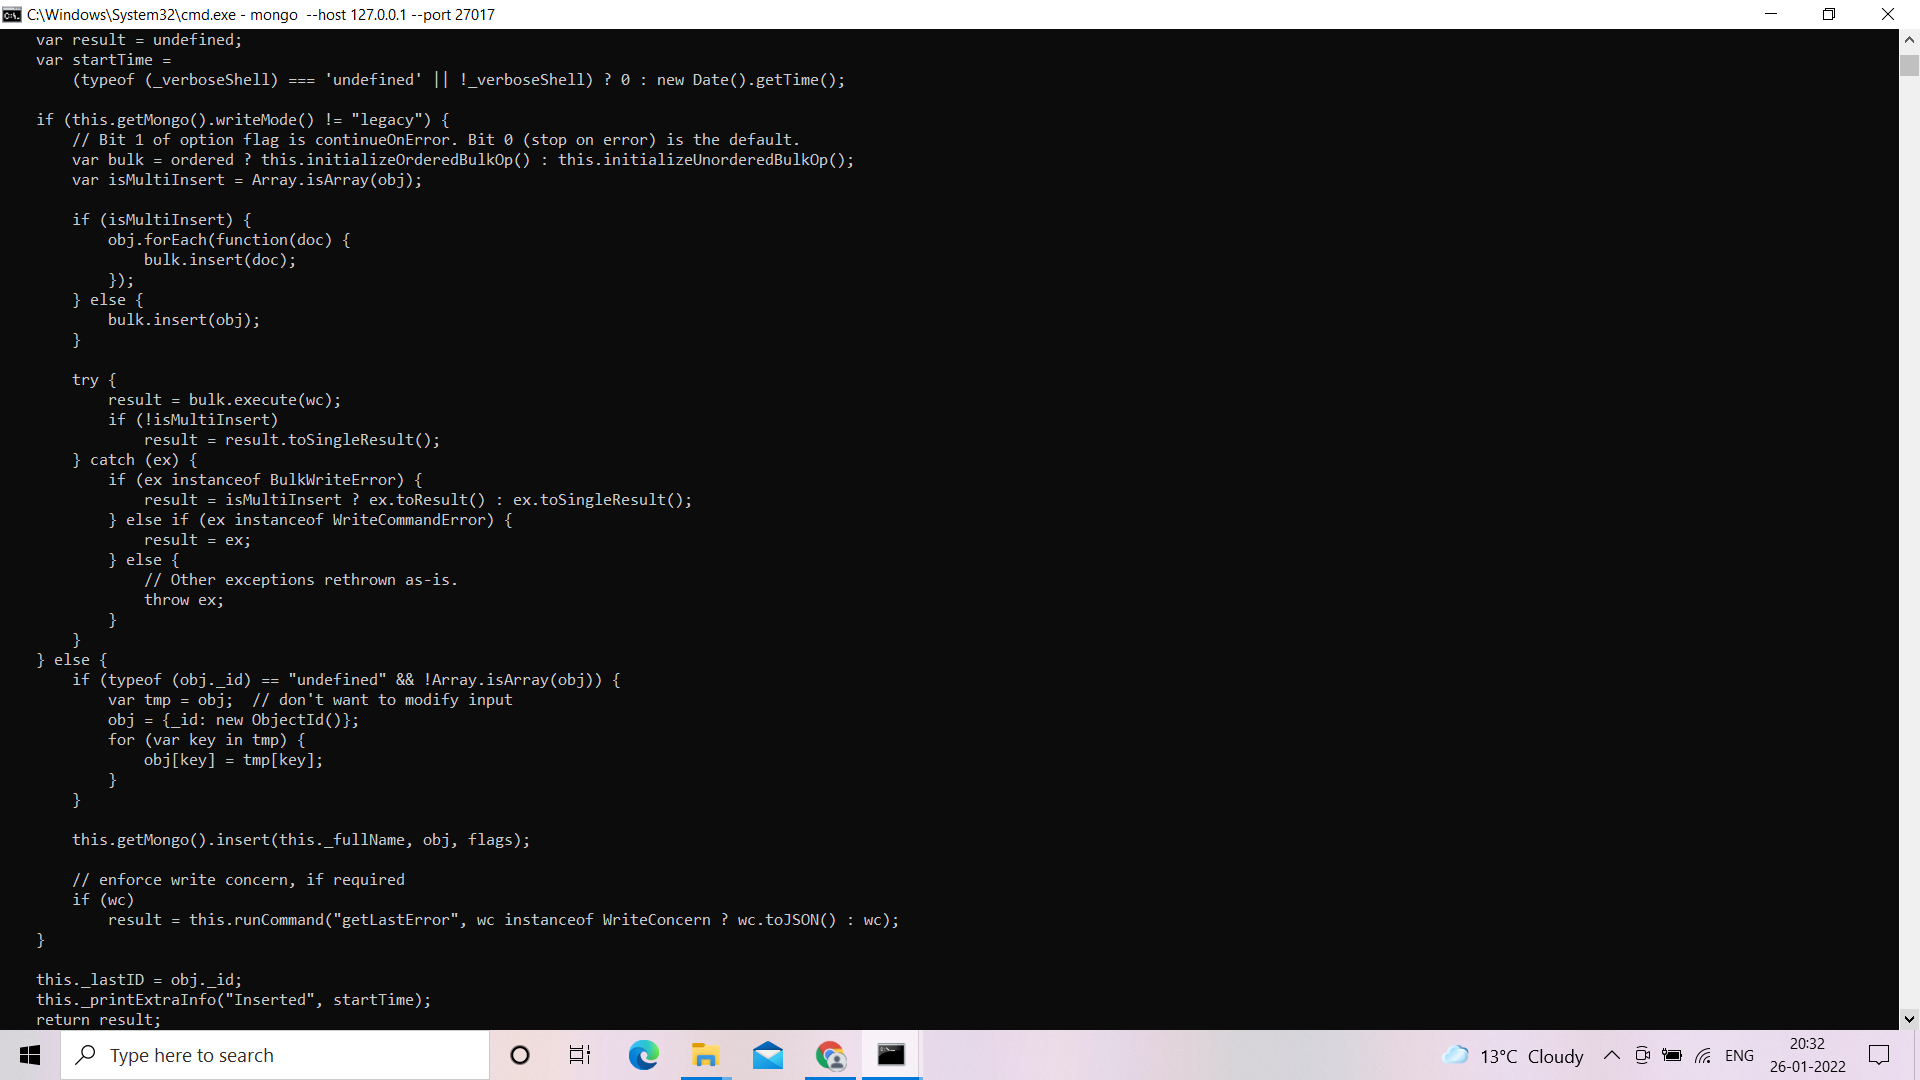 C:\Windows\System32\cmd.exe - mongo  --host 127.0.0.1 --port 27017
    var result = undefined;
    var startTime =
        (typeof (_verboseShell) === 'undefined' || !_verboseShell) ? 0 : new Date().getTime();

    if (this.getMongo().writeMode() != "legacy") {
        // Bit 1 of option flag is continueOnError. Bit 0 (stop on error) is the default.
        var bulk = ordered ? this.initializeOrderedBulkOp() : this.initializeUnorderedBulkOp();
        var isMultiInsert = Array.isArray(obj);

        if (isMultiInsert) {
            obj.forEach(function(doc) {
                bulk.insert(doc);
            });
        } else {
            bulk.insert(obj);
        }

        try {
            result = bulk.execute(wc);
            if (!isMultiInsert)
                result = result.toSingleResult();
        } catch (ex) {
            if (ex instanceof BulkWriteError) {
                result = isMultiInsert ? ex.toResult() : ex.toSingleResult();
            } else if (ex instanceof WriteCommandError) {
                result = ex;
            } else {
                // Other exceptions rethrown as-is.
                throw ex;
            }
        }
    } else {
        if (typeof (obj._id) == "undefined" && !Array.isArray(obj)) {
            var tmp = obj;  // don't want to modify input
            obj = {_id: new ObjectId()};
            for (var key in tmp) {
                obj[key] = tmp[key];
            }
        }

        this.getMongo().insert(this._fullName, obj, flags);

        // enforce write concern, if required
        if (wc)
            result = this.runCommand("getLastError", wc instanceof WriteConcern ? wc.toJSON() : wc);
    }

    this._lastID = obj._id;
    this._printExtraInfo("Inserted", startTime);
    return result;
Type here to search
13°C Cloudy
ENG
20:32
26-01-2022